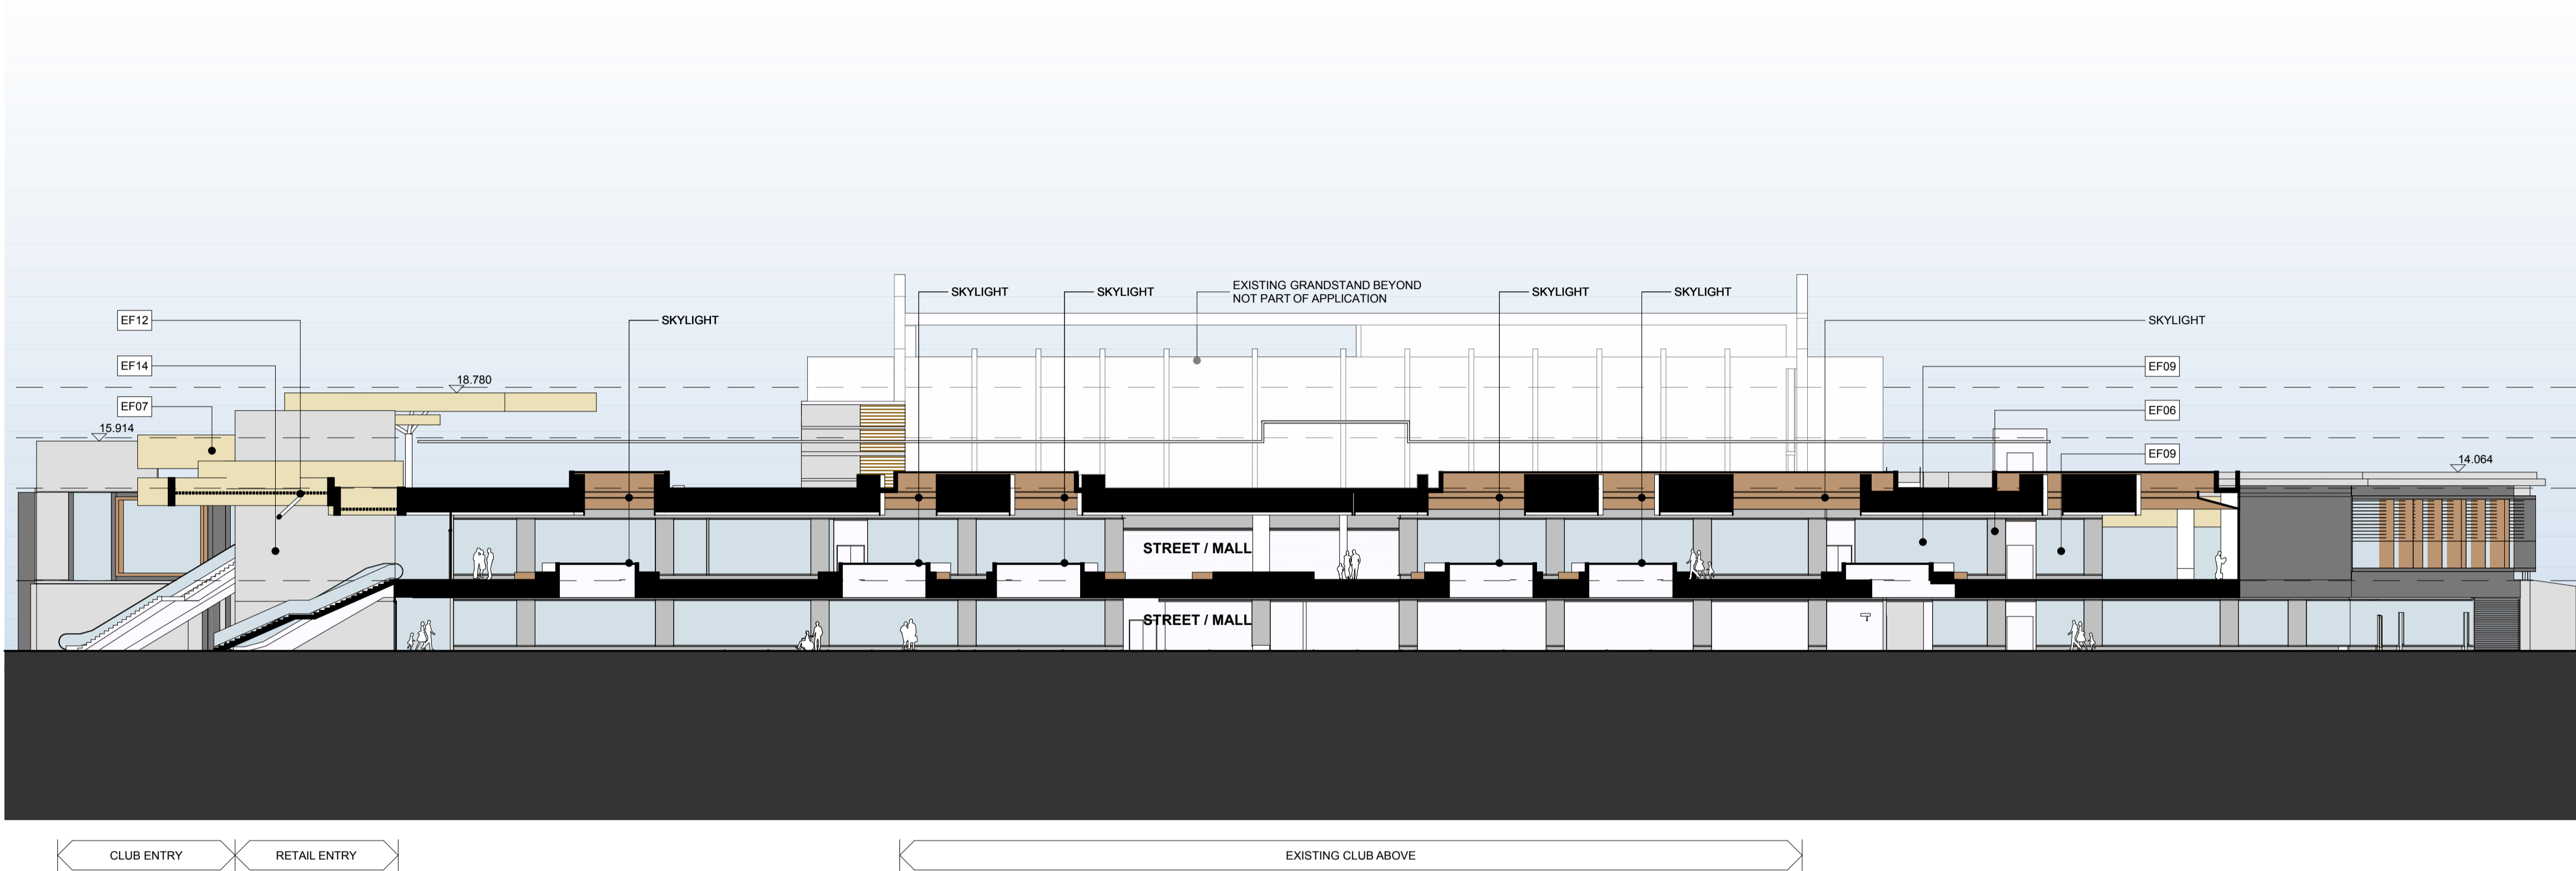 EXISTING GRANDSTAND BEYOND
NOT PART OF APPLICATION
SKYLIGHT
SKYLIGHT
SKYLIGHT
SKYLIGHT
EF12
SKYLIGHT
SKYLIGHT
EF14
EF09
18.780
EF07
EF06
15.914
EF09
14.064
STREET / MALL
STREET / MALL
CLUB ENTRY
RETAIL ENTRY
EXISTING CLUB ABOVE